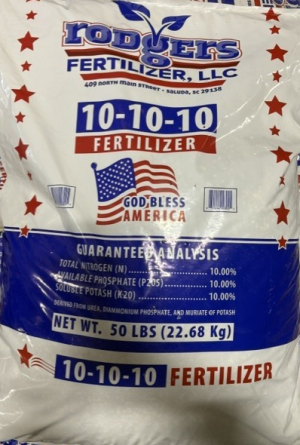 rodgers
FERTILIZER, LLC
409 NORTH MAIN STREET • SALUDA, SC 29138
10-10-10
FERTILIZER
GOD BLESS
AMERICA
GUARANTEED ANALYSIS
TOTAL NITROGEN (N) .................... 10.00%
AVAILABLE PHOSPHATE (P2O5) .................... 10.00%
SOLUBLE POTASH (K20) .................... 10.00%
DERIVED FROM UREA, DIAMMONIUM PHOSPHATE, AND MURIATE OF POTASH
NET WT. 50 LBS (22.68 Kg)
10-10-10 FERTILIZER